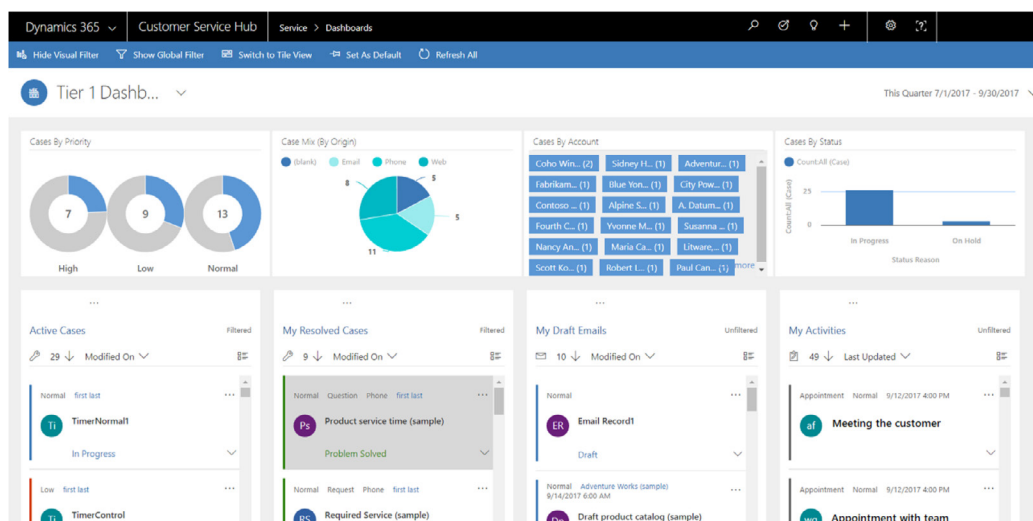 Dynamics 365 Customer Service Hub Service > Dashboards
Hide Visual Filter Show Global Filter Switch to Tile View Set As Default Refresh All
Tier 1 Dashb...
This Quarter 7/1/2017 - 9/30/2017
Cases By Priority
7 9 13
High Low Normal
Case Mix (By Origin)
(blank) Email Phone Web
8 5
5
11
Cases By Account
Coho Win... (2) Sidney H... (1) Adventur... (1)
Fabrikam... (1) Blue Yon... (1) City Pow... (1)
Contoso ... (1) Alpine S... (1) A. Datum... (1)
Fourth C... (1) Yvonne M... (1) Susanna ... (1)
Nancy An... (1) Maria Ca... (1) Litware,... (1)
Scott Ko... (1) Robert L... (1) Paul Can... (1) more
Cases By Status
Count:All (Case)
Count:All (Case)
25
0
In Progress On Hold
Status Reason
...
Active Cases Filtered
29 Modified On
Normal first last ...
Ti TimerNormal1
In Progress
Low first last ...
Ti TimerControl
...
My Resolved Cases Filtered
9 Modified On
Normal Question Phone first last ...
Ps Product service time (sample)
Problem Solved
Normal Request Phone first last ...
RS Required Service (sample)
...
My Draft Emails Unfiltered
10 Modified On
Normal ...
ER Email Record1
Draft
Normal Adventure Works (sample) ...
9/14/2017 6:00 AM
Draft product catalog (sample)
...
My Activities Unfiltered
49 Last Updated
Appointment Normal 9/12/2017 4:00 PM ...
af Meeting the customer
Appointment Normal 9/12/2017 4:00 PM ...
Appointment with team